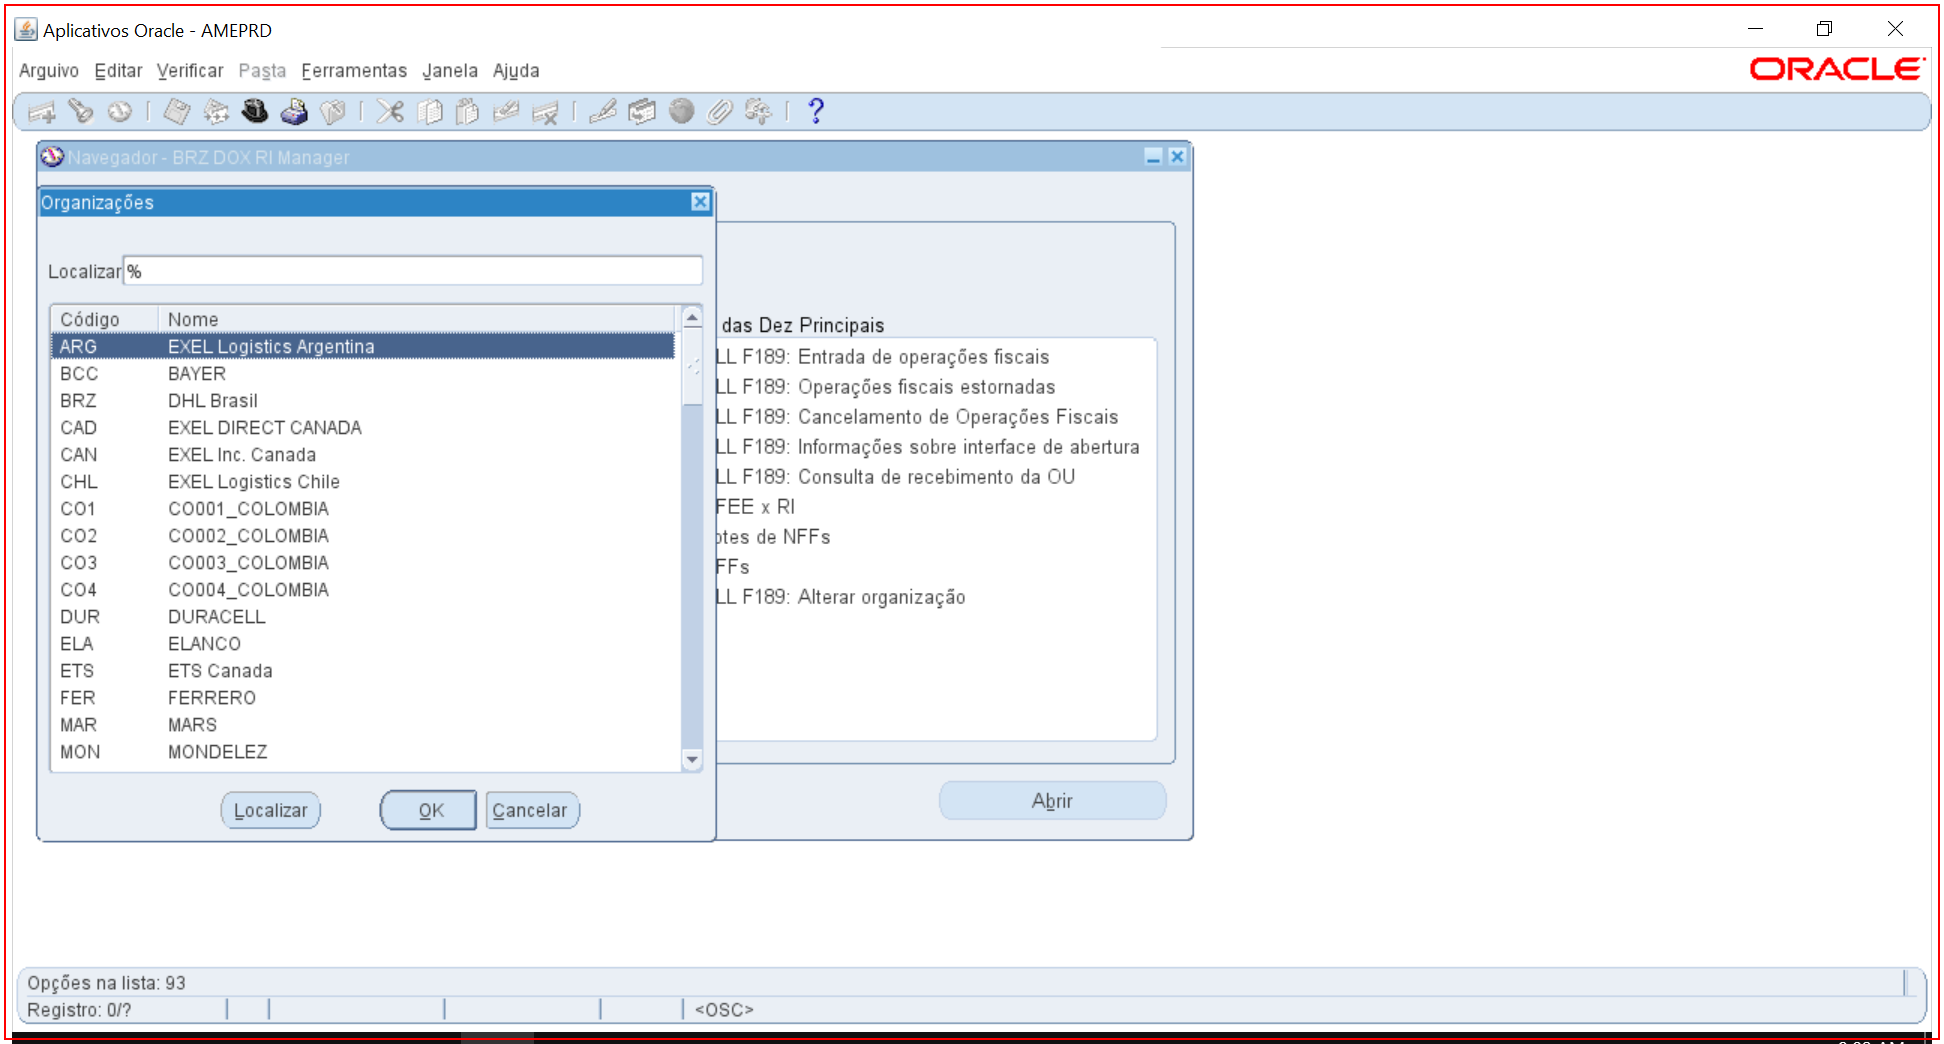 Aplicativos Oracle - AMEPRD
Arquivo Editar Verificar Pasta Ferramentas Janela Ajuda
ORACLE
?
Navegador - BRZ DOX RI Manager
Organizações
Localizar %
Código Nome
ARG EXEL Logistics Argentina
BCC BAYER
BRZ DHL Brasil
CAD EXEL DIRECT CANADA
CAN EXEL Inc. Canada
CHL EXEL Logistics Chile
CO1 CO001_COLOMBIA
CO2 CO002_COLOMBIA
CO3 CO003_COLOMBIA
CO4 CO004_COLOMBIA
DUR DURACELL
ELA ELANCO
ETS ETS Canada
FER FERRERO
MAR MARS
MON MONDELEZ
Localizar OK Cancelar
das Dez Principais
LL F189: Entrada de operações fiscais
LL F189: Operações fiscais estornadas
LL F189: Cancelamento de Operações Fiscais
LL F189: Informações sobre interface de abertura
LL F189: Consulta de recebimento da OU
FEE x RI
otes de NFFs
FFs
LL F189: Alterar organização
Abrir
Opções na lista: 93
Registro: 0/? <OSC>